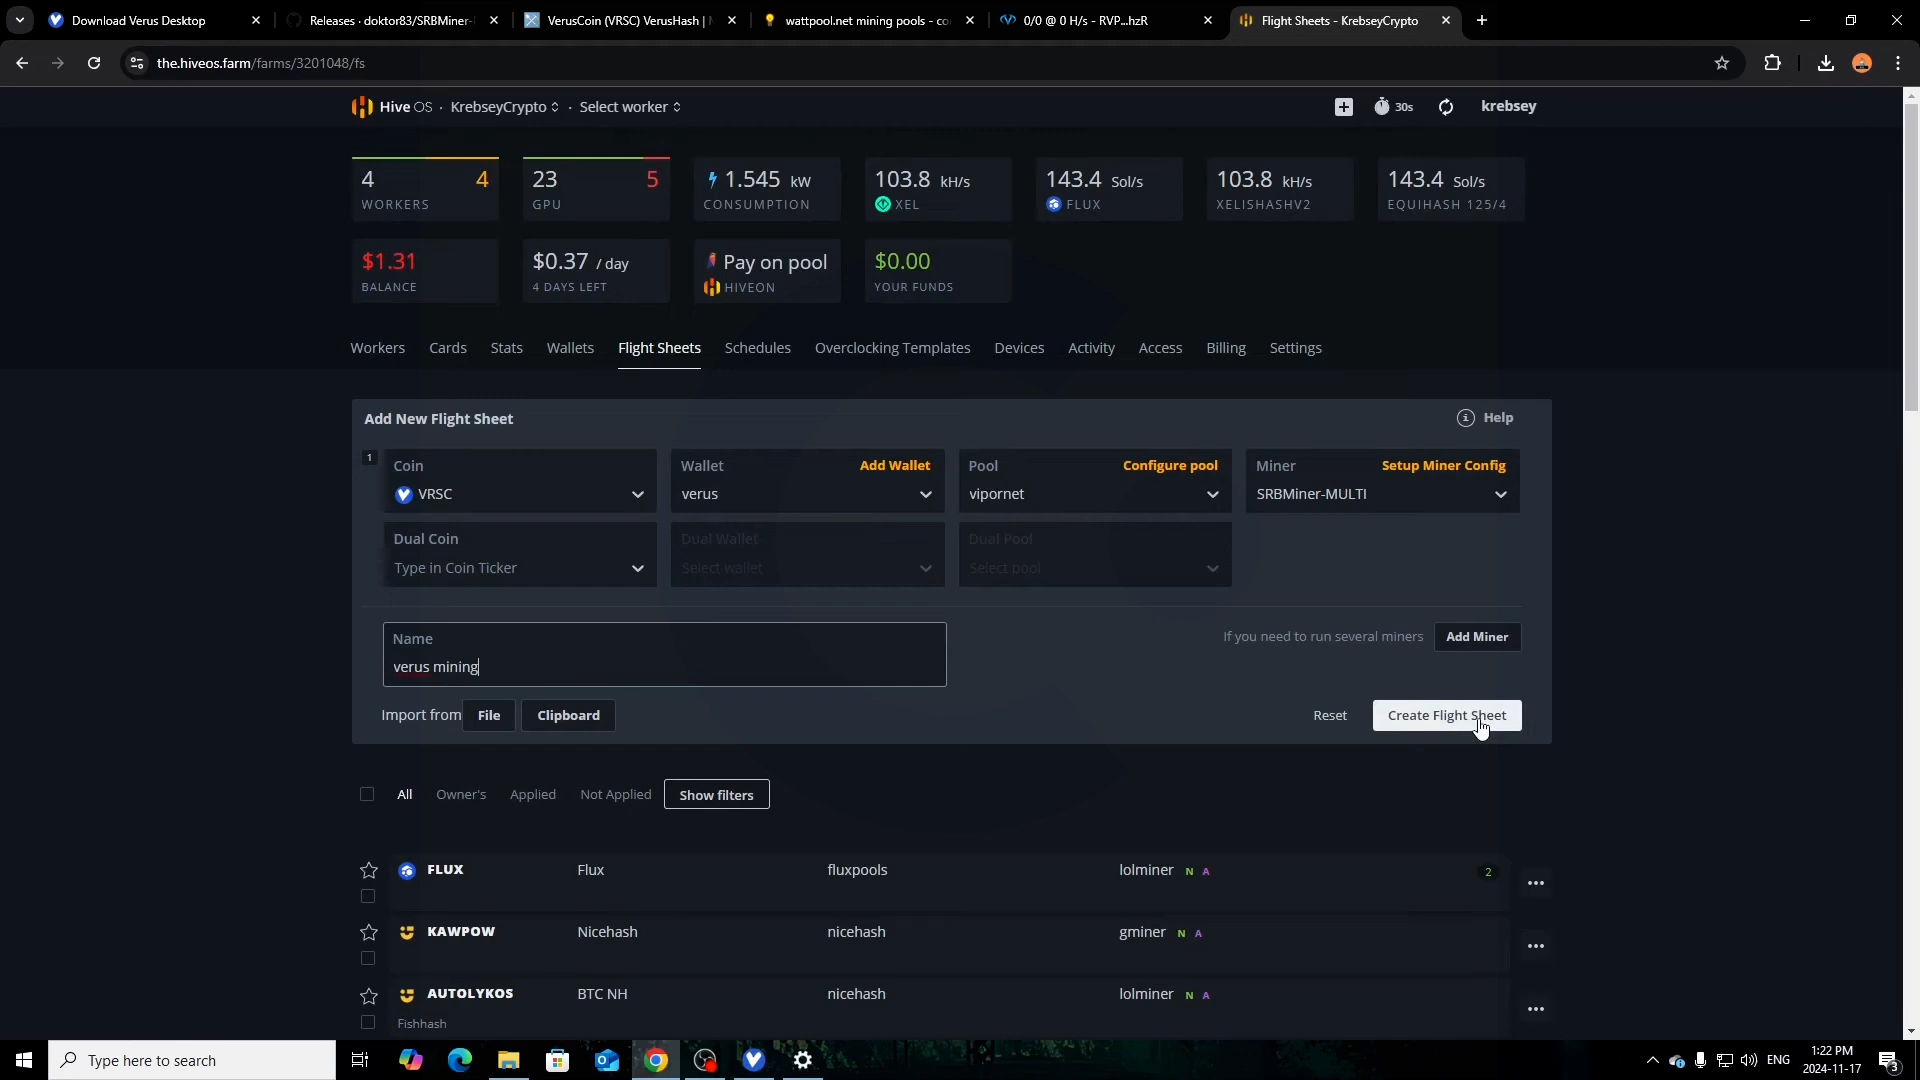 Download Verus Desktop
Releases · doktor83/SRBMiner-
VerusCoin (VRSC) VerusHash |
wattpool.net mining pools - co
0/0 @ 0 H/s - RVP...hzR
Flight Sheets - KrebseyCrypto
the.hiveos.farm/farms/3201048/fs
Hive OS · KrebseyCrypto · Select worker
30s
krebsey
4 4
WORKERS
23 5
GPU
1.545 kW
CONSUMPTION
103.8 kH/s
XEL
143.4 Sol/s
FLUX
103.8 kH/s
XELISHASHV2
143.4 Sol/s
EQUIHASH 125/4
$1.31
BALANCE
$0.37 / day
4 DAYS LEFT
Pay on pool
HIVEON
$0.00
YOUR FUNDS
Workers Cards Stats Wallets Flight Sheets Schedules Overclocking Templates Devices Activity Access Billing Settings
Add New Flight Sheet
Help
1
Coin
VRSC
Wallet Add Wallet
verus
Pool Configure pool
vipornet
Miner Setup Miner Config
SRBMiner-MULTI
Dual Coin
Type in Coin Ticker
Dual Wallet
Select wallet
Dual Pool
Select pool
Name
verus mining
If you need to run several miners Add Miner
Import from File Clipboard
Reset Create Flight Sheet
All Owner's Applied Not Applied Show filters
FLUX Flux fluxpools lolminer N A 2
KAWPOW Nicehash nicehash gminer N A
AUTOLYKOS BTC NH nicehash lolminer N A
Fishhash
Type here to search
ENG
1:22 PM
2024-11-17
3